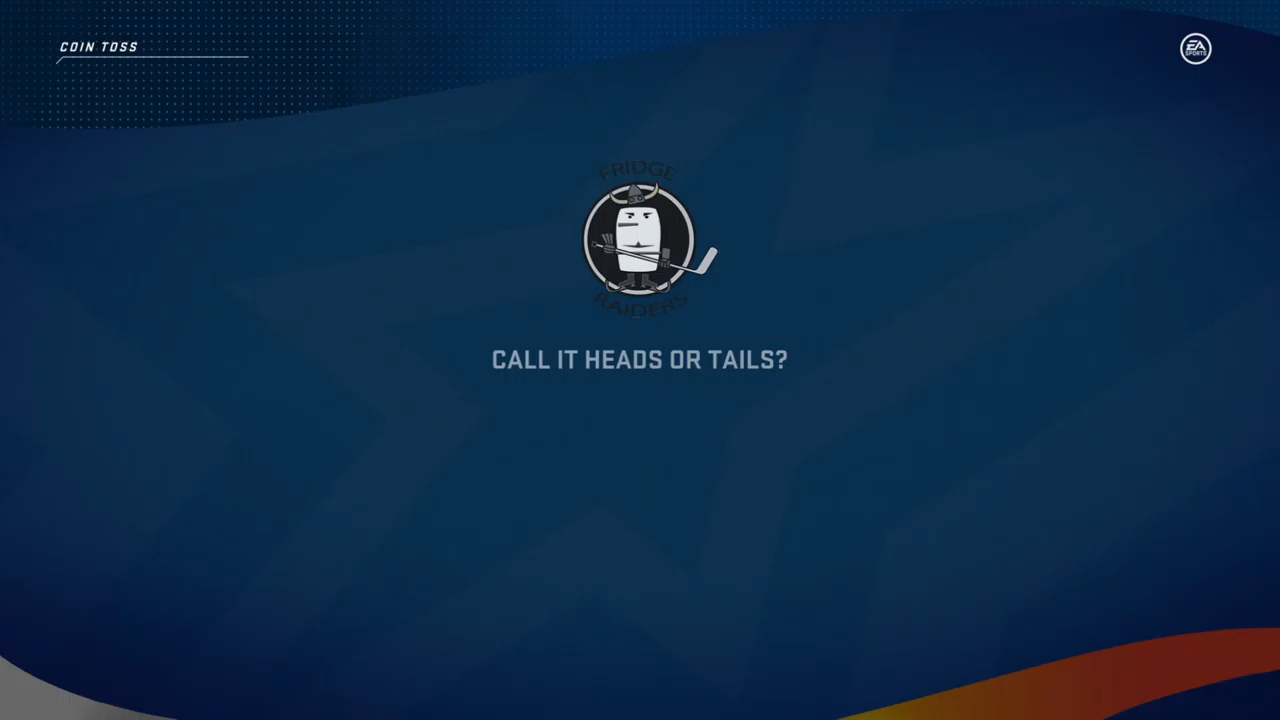 COIN TOSS
EA
SPORTS
FRIDGE
RAIDERS
CALL IT HEADS OR TAILS?